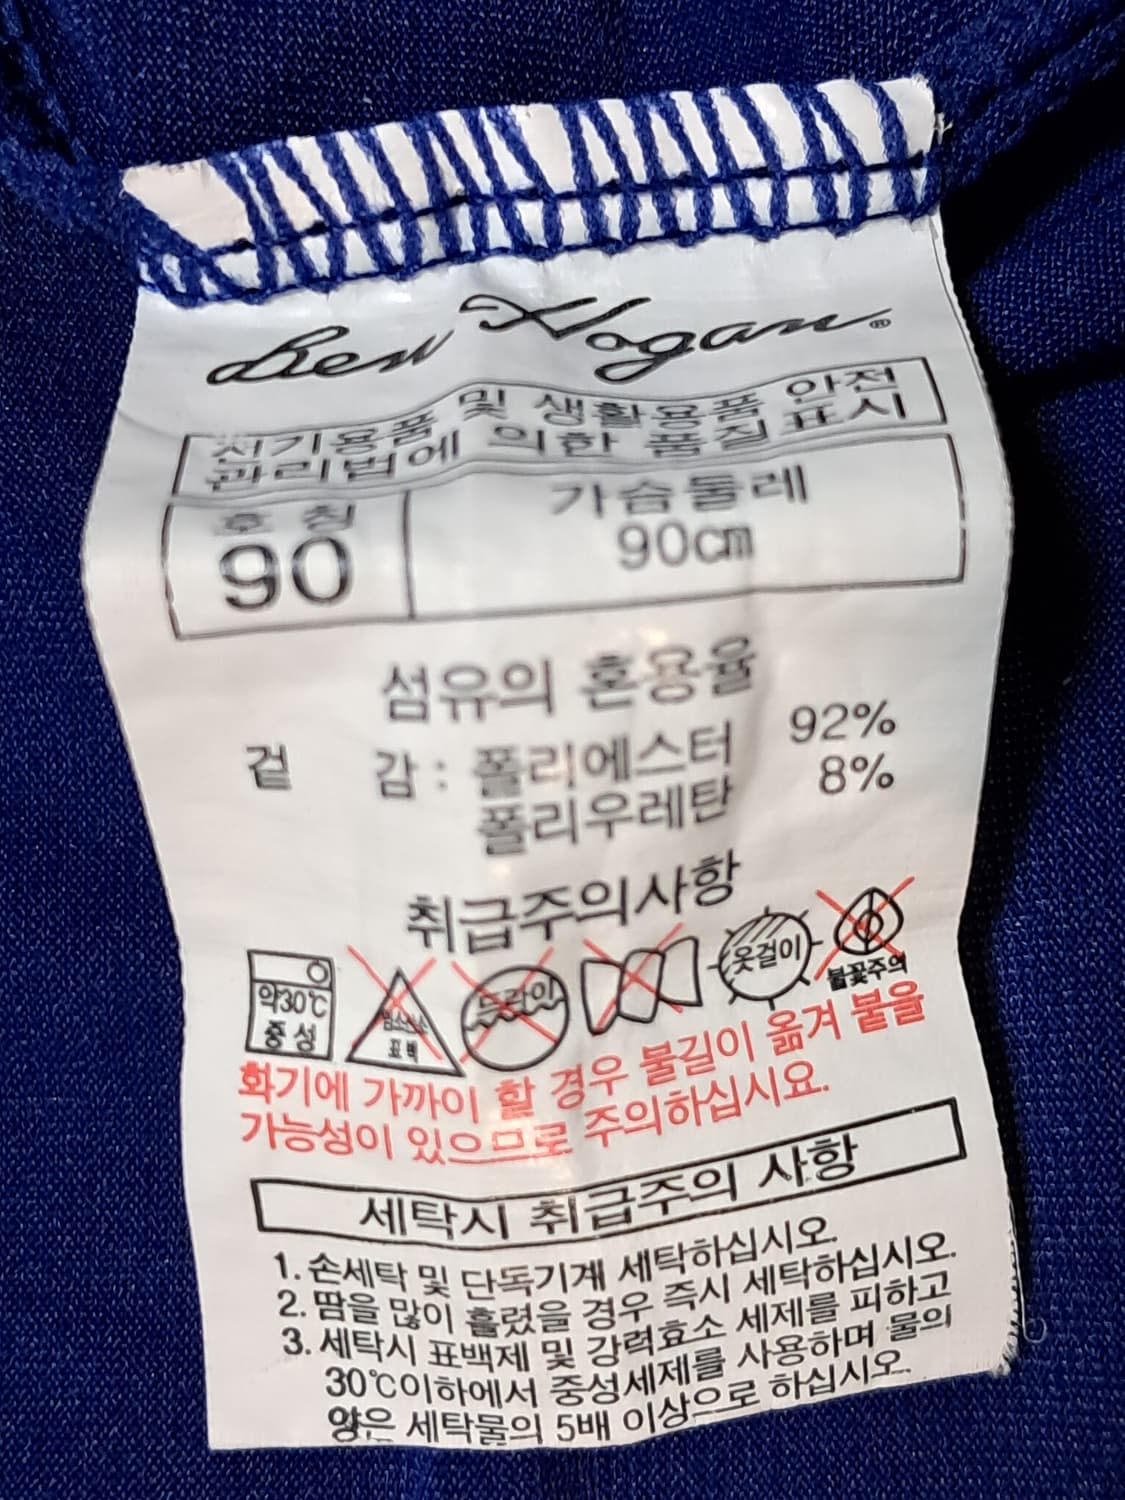 Ben Hogan®
전기용품 및 생활용품 안전
관리법에 의한 품질표시
호 칭
90
가슴둘레
90㎝
섬유의 혼용율
겉 감 : 폴리에스터 92%
폴리우레탄 8%
취급주의사항
약30℃
중성
염소산소
표백
드라이
옷걸이
불꽃주의
화기에 가까이 할 경우 불길이 옮겨 붙을
가능성이 있으므로 주의하십시요.
세탁시 취급주의 사항
1. 손세탁 및 단독기계 세탁하십시오.
2. 땀을 많이 흘렸을 경우 즉시 세탁하십시오.
3. 세탁시 표백제 및 강력효소 세제를 피하고
30℃이하에서 중성세제를 사용하며 물의
양은 세탁물의 5배 이상으로 하십시오.